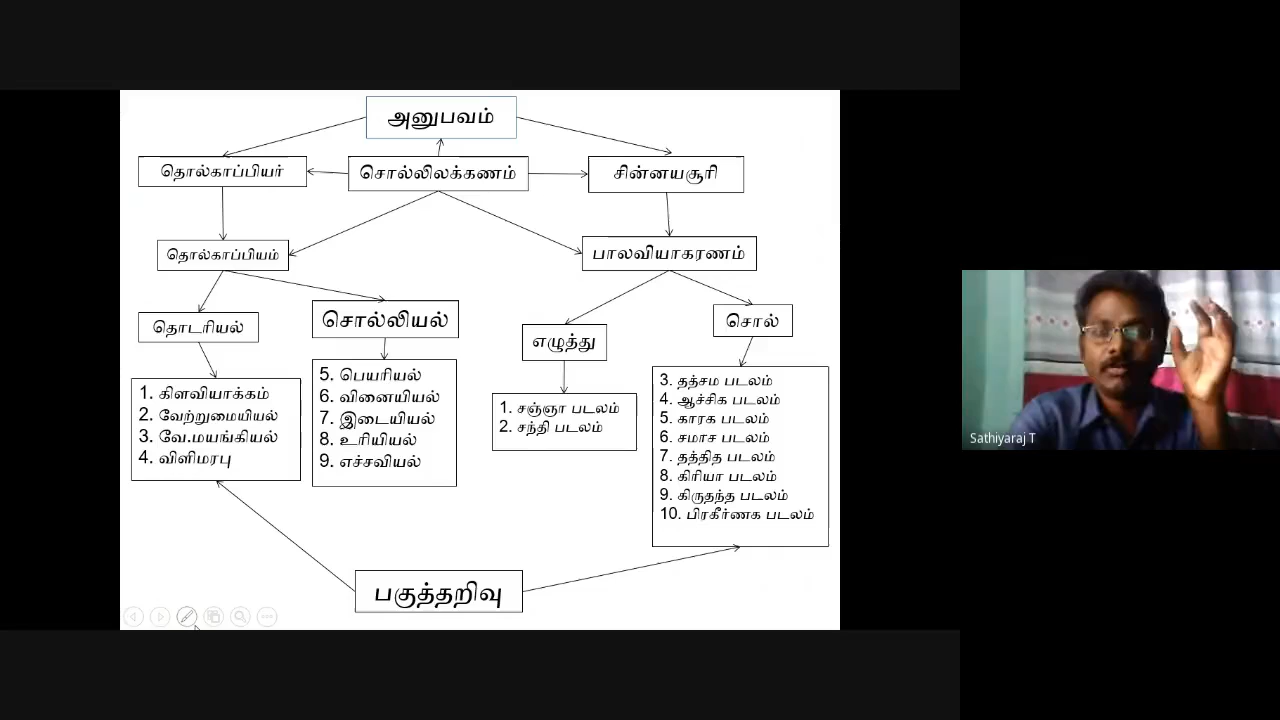 அனுபவம்
தொல்காப்பியர்
சொல்லிலக்கணம்
சின்னயசூரி
தொல்காப்பியம்
பாலவியாகரணம்
தொடரியல்
சொல்லியல்
எழுத்து
சொல்
1. கிளவியாக்கம்
2. வேற்றுமையியல்
3. வே.மயங்கியல்
4. விளிமரபு
5. பெயரியல்
6. வினையியல்
7. இடையியல்
8. உரியியல்
9. எச்சவியல்
1. சஞ்ஞா படலம்
2. சந்தி படலம்
3. தத்சம படலம்
4. ஆச்சிக படலம்
5. காரக படலம்
6. சமாச படலம்
7. தத்தித படலம்
8. கிரியா படலம்
9. கிருதந்த படலம்
10. பிரகீர்ணக படலம்
பகுத்தறிவு
Sathiyaraj T